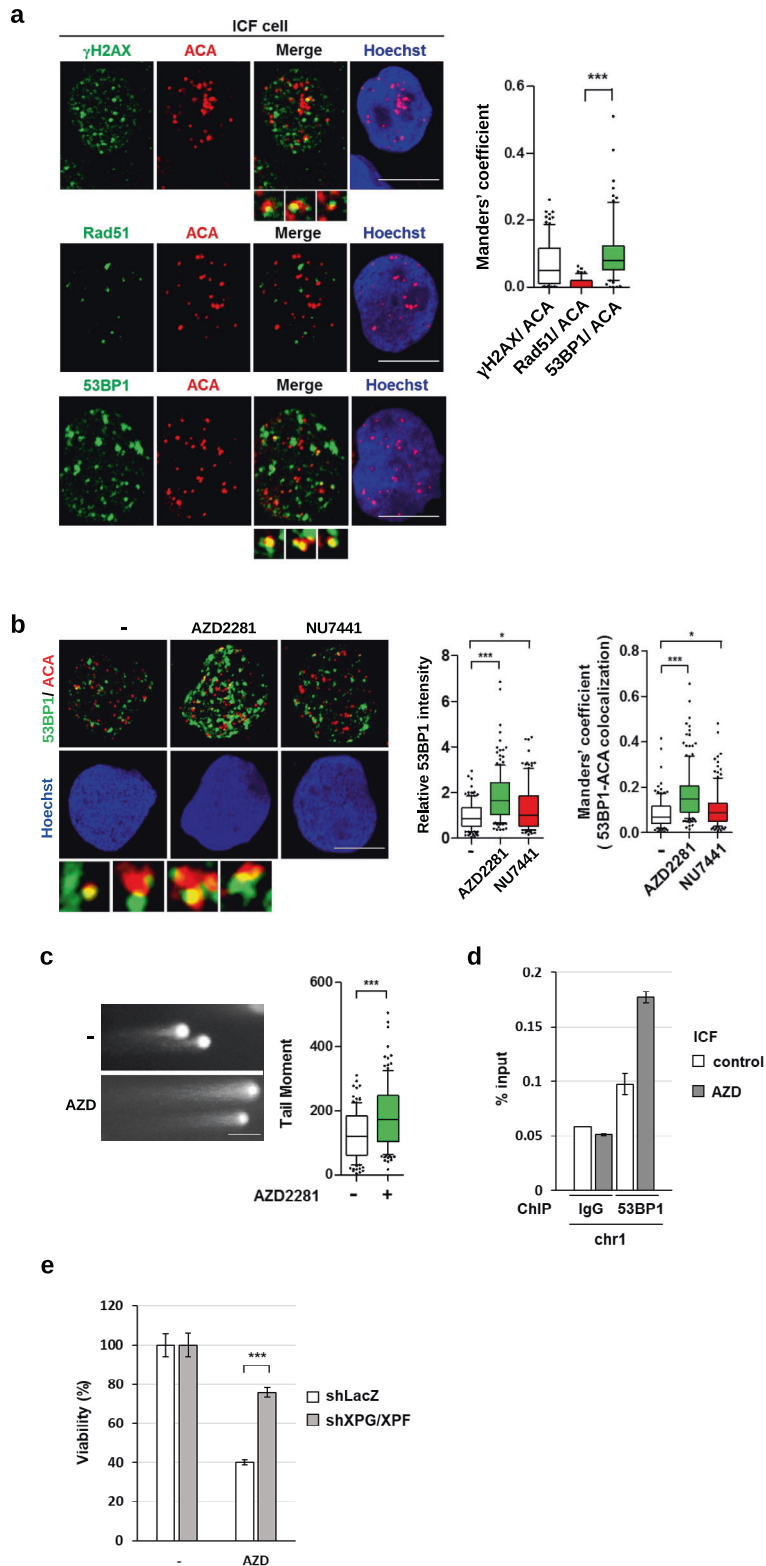 a
ICF cell
γH2AX ACA Merge Hoechst
Rad51 ACA Merge Hoechst
53BP1 ACA Merge Hoechst
Manders' coefficient
0.6
0.4
0.2
0.0
***
γH2AX/ ACA
Rad51/ ACA
53BP1/ ACA
b
- AZD2281 NU7441
53BP1/ ACA
Hoechst
Relative 53BP1 intensity
8
6
4
2
0
*
***
-
AZD2281
NU7441
Manders' coefficient
( 53BP1-ACA colocalization)
0.8
0.6
0.4
0.2
0.0
*
***
-
AZD2281
NU7441
c
-
AZD
Tail Moment
600
400
200
0
***
AZD2281 - +
d
% input
0.2
0.15
0.1
0.05
0
ICF
control
AZD
ChIP IgG 53BP1
chr1
e
Viability (%)
120
100
80
60
40
20
0
***
- AZD
shLacZ
shXPG/XPF